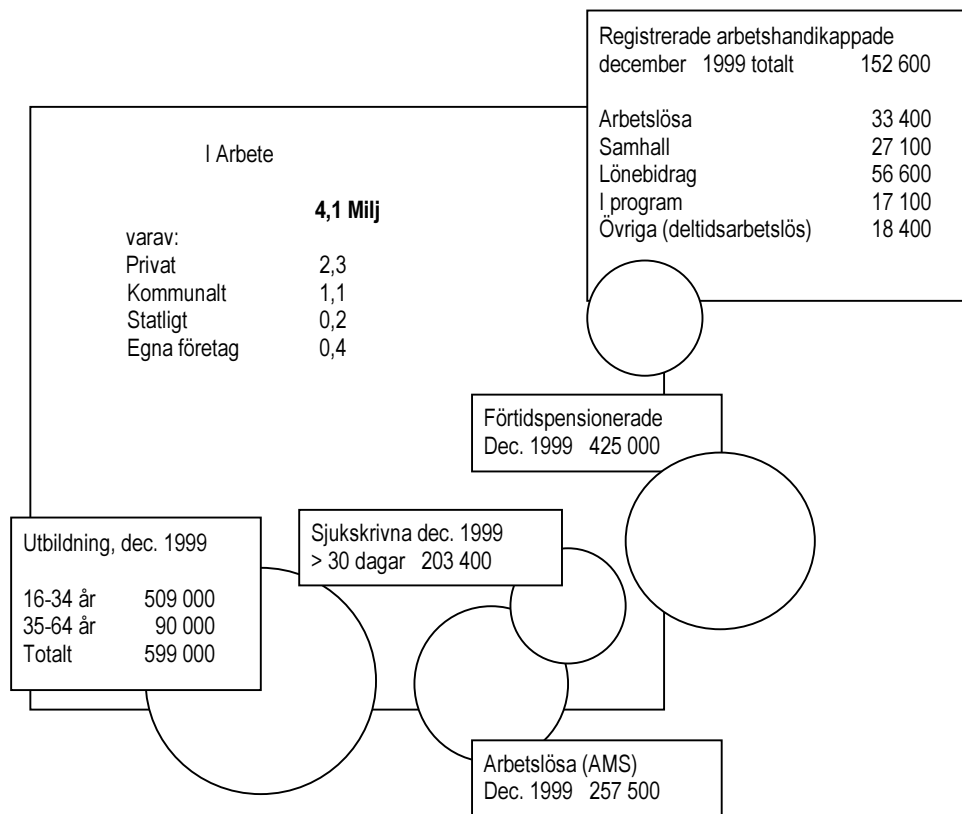 Registrerade arbetshandikappade
december 1999 totalt 152 600
Arbetslösa 33 400
Samhall 27 100
Lönebidrag 56 600
I program 17 100
Övriga (deltidsarbetslös) 18 400
I Arbete
4,1 Milj
varav:
Privat 2,3
Kommunalt 1,1
Statligt 0,2
Egna företag 0,4
Förtidspensionerade
Dec. 1999 425 000
Sjukskrivna dec. 1999
> 30 dagar 203 400
Utbildning, dec. 1999
16-34 år 509 000
35-64 år 90 000
Totalt 599 000
Arbetslösa (AMS)
Dec. 1999 257 500